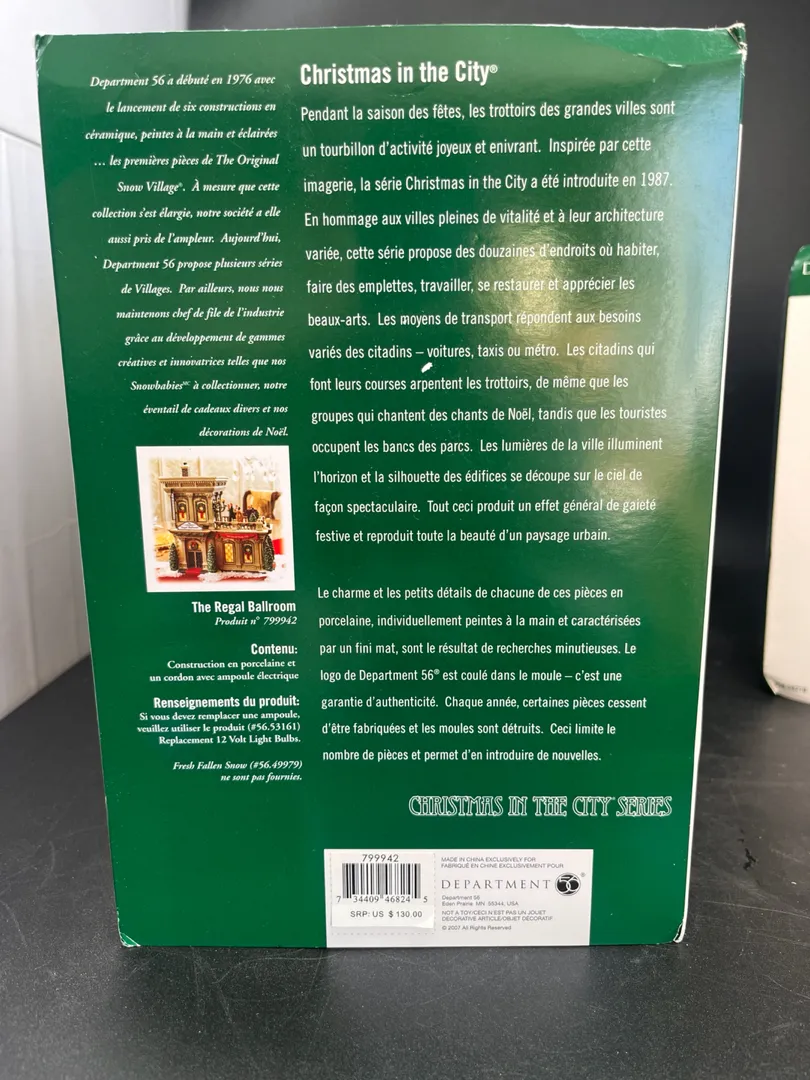 Department 56 a débuté en 1976 avec
le lancement de six constructions en
céramique, peintes à la main et éclairées
… les premières pièces de The Original
Snow Village®. À mesure que cette
collection s'est élargie, notre société a elle
aussi pris de l'ampleur. Aujourd'hui,
Department 56 propose plusieurs séries
de Villages. Par ailleurs, nous nous
maintenons chef de file de l'industrie
grâce au développement de gammes
créatives et innovatrices telles que nos
Snowbabies MC à collectionner, notre
éventail de cadeaux divers et nos
décorations de Noël.
The Regal Ballroom
Produit n° 799942
Contenu:
Construction en porcelaine et
un cordon avec ampoule électrique
Renseignements du produit:
Si vous devez remplacer une ampoule,
veuillez utiliser le produit (#56.53161)
Replacement 12 Volt Light Bulbs.
Fresh Fallen Snow (#56.49979)
ne sont pas fournies.
Christmas in the City®
Pendant la saison des fêtes, les trottoirs des grandes villes sont
un tourbillon d'activité joyeux et enivrant. Inspirée par cette
imagerie, la série Christmas in the City a été introduite en 1987.
En hommage aux villes pleines de vitalité et à leur architecture
variée, cette série propose des douzaines d'endroits où habiter,
faire des emplettes, travailler, se restaurer et apprécier les
beaux-arts. Les moyens de transport répondent aux besoins
variés des citadins – voitures, taxis ou métro. Les citadins qui
font leurs courses arpentent les trottoirs, de même que les
groupes qui chantent des chants de Noël, tandis que les touristes
occupent les bancs des parcs. Les lumières de la ville illuminent
l'horizon et la silhouette des édifices se découpe sur le ciel de
façon spectaculaire. Tout ceci produit un effet général de gaieté
festive et reproduit toute la beauté d'un paysage urbain.
Le charme et les petits détails de chacune de ces pièces en
porcelaine, individuellement peintes à la main et caractérisées
par un fini mat, sont le résultat de recherches minutieuses. Le
logo de Department 56® est coulé dans le moule – c'est une
garantie d'authenticité. Chaque année, certaines pièces cessent
d'être fabriquées et les moules sont détruits. Ceci limite le
nombre de pièces et permet d'en introduire de nouvelles.
CHRISTMAS IN THE CITY SERIES
799942
7 34409 46824 5
SRP: US $ 130.00
MADE IN CHINA EXCLUSIVELY FOR
FABRIQUÉ EN CHINE EXCLUSIVEMENT POUR
DEPARTMENT 56®
Department 56
Eden Prairie MN 55344, USA
NOT A TOY/CECI N'EST PAS UN JOUET
DECORATIVE ARTICLE/OBJET DÉCORATIF
© 2007 All Rights Reserved